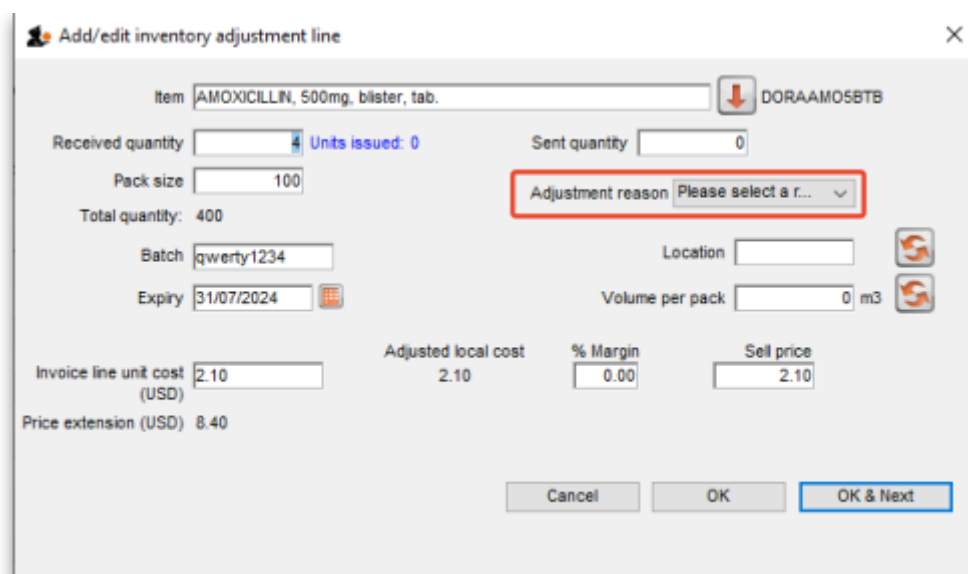 Add/edit inventory adjustment line
Item AMOXICILLIN, 500mg, blister, tab. DORAAMO5BTB
Received quantity 4 Units issued: 0 Sent quantity 0
Pack size 100 Adjustment reason Please select a r...
Total quantity: 400
Batch qwerty1234 Location
Expiry 31/07/2024 Volume per pack 0 m3
Adjusted local cost % Margin Sell price
Invoice line unit cost (USD) 2.10 2.10 0.00 2.10
Price extension (USD) 8.40
Cancel OK OK & Next